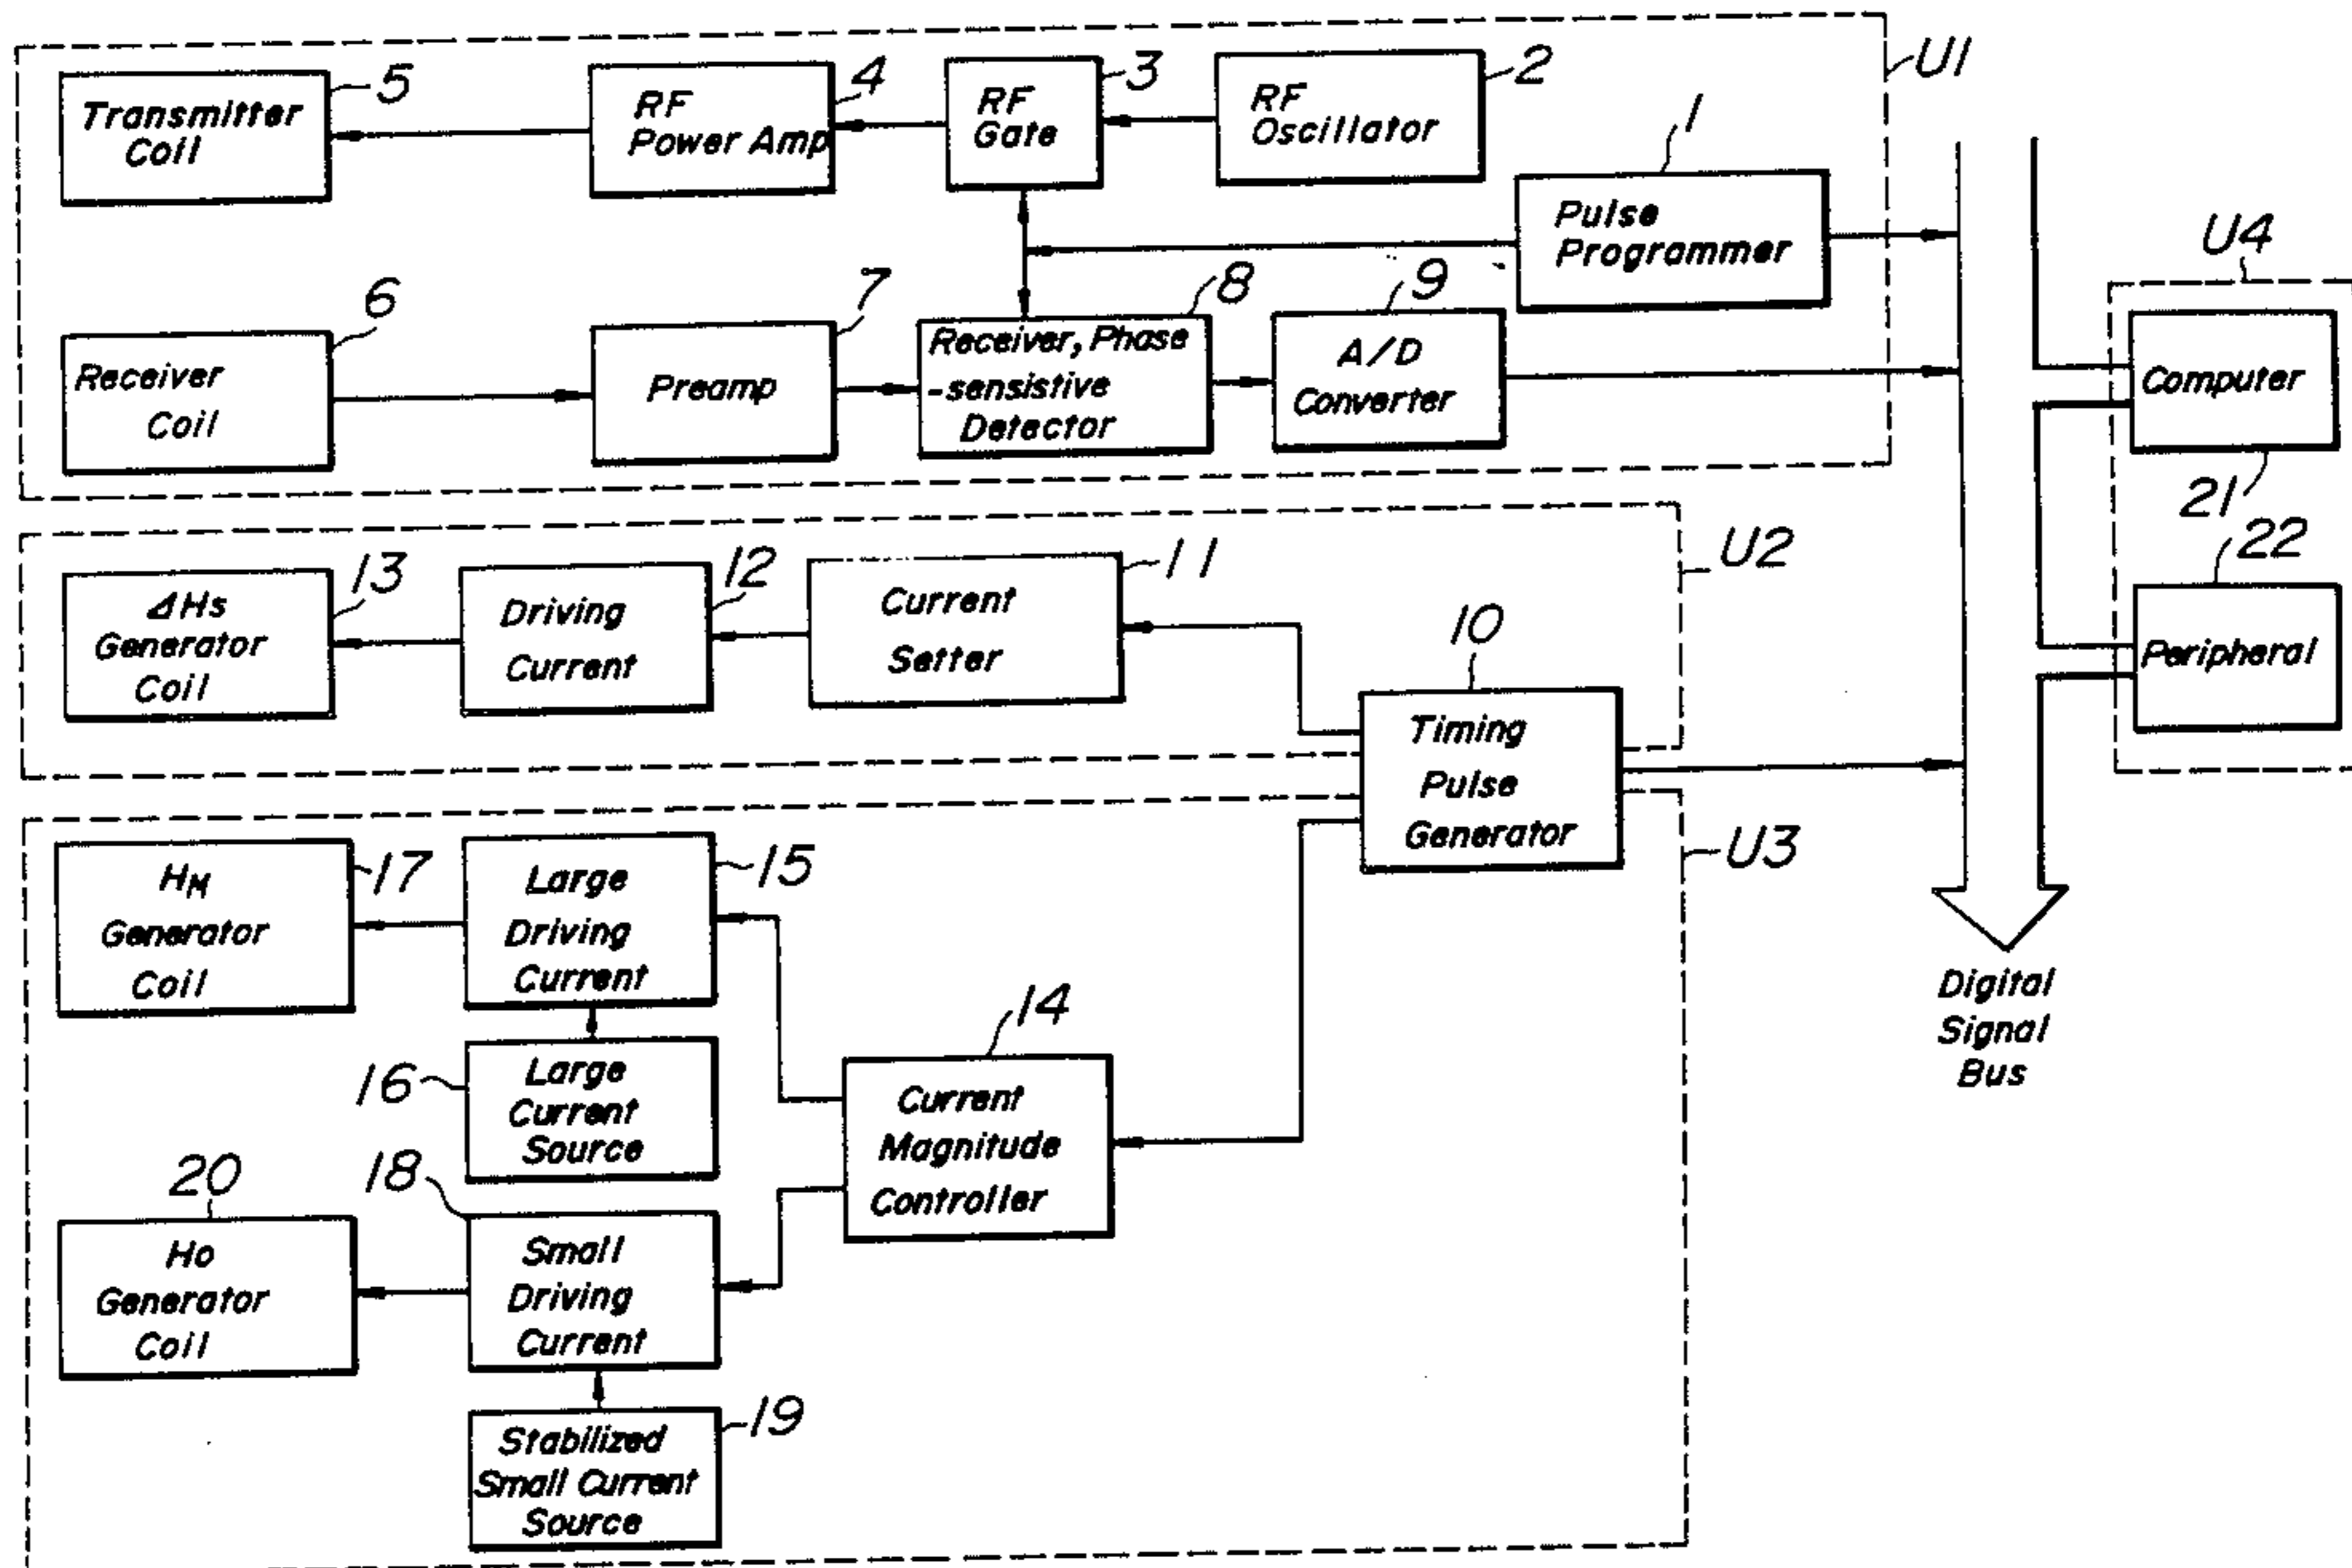 U1
5
Transmitter
Coil
4
RF
Power Amp
3
RF
Gate
2
RF
Oscillator
1
Pulse
Programmer
6
Receiver
Coil
7
Preamp
8
Receiver, Phase
-sensistive
Detector
9
A/D
Converter
U4
Computer
21
22
Peripheral
U2
13
ΔHs
Generator
Coil
12
Driving
Current
11
Current
Setter
10
Timing
Pulse
Generator
U3
17
HM
Generator
Coil
15
Large
Driving
Current
16
Large
Current
Source
14
Current
Magnitude
Controller
20
Ho
Generator
Coil
18
Small
Driving
Current
19
Stabilized
Small Current
Source
Digital
Signal
Bus